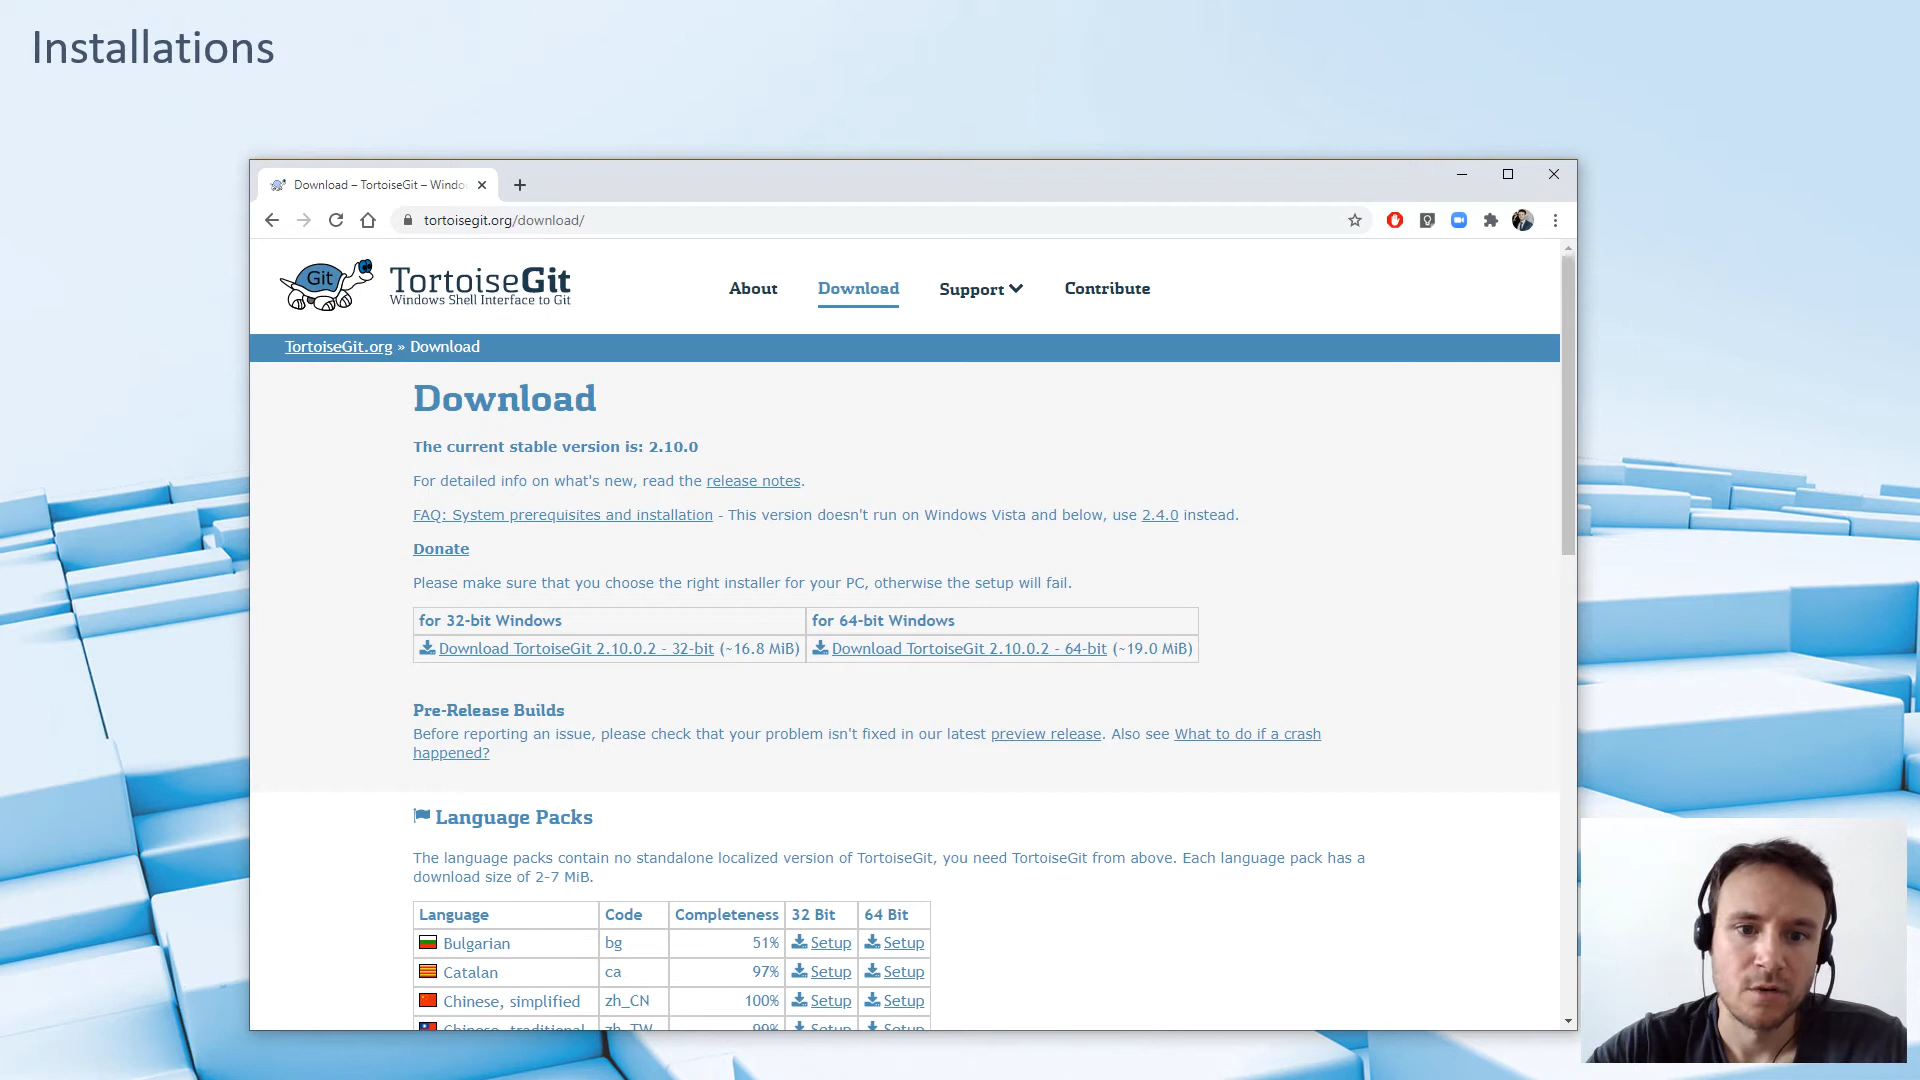 Installations
Download – TortoiseGit – Windo
tortoisegit.org/download/
Git
TortoiseGit
Windows Shell Interface to Git
About
Download
Support
Contribute
TortoiseGit.org » Download
Download
The current stable version is: 2.10.0
For detailed info on what's new, read the release notes.
FAQ: System prerequisites and installation - This version doesn't run on Windows Vista and below, use 2.4.0 instead.
Donate
Please make sure that you choose the right installer for your PC, otherwise the setup will fail.
for 32-bit Windows for 64-bit Windows
Download TortoiseGit 2.10.0.2 - 32-bit (~16.8 MiB) Download TortoiseGit 2.10.0.2 - 64-bit (~19.0 MiB)
Pre-Release Builds
Before reporting an issue, please check that your problem isn't fixed in our latest preview release. Also see What to do if a crash
happened?
Language Packs
The language packs contain no standalone localized version of TortoiseGit, you need TortoiseGit from above. Each language pack has a
download size of 2-7 MiB.
Language Code Completeness 32 Bit 64 Bit
Bulgarian bg 51% Setup Setup
Catalan ca 97% Setup Setup
Chinese, simplified zh_CN 100% Setup Setup
Chinese, traditional zh_TW 99% Setup Setup